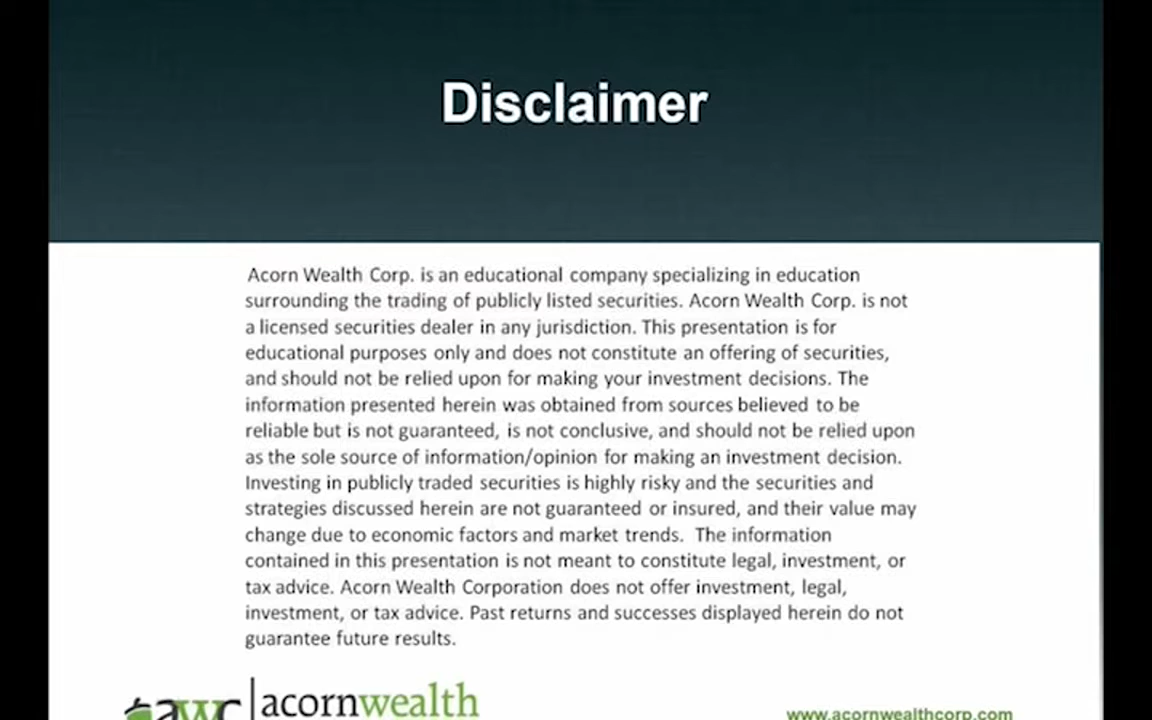 Disclaimer
Acorn Wealth Corp. is an educational company specializing in education
surrounding the trading of publicly listed securities. Acorn Wealth Corp. is not
a licensed securities dealer in any jurisdiction. This presentation is for
educational purposes only and does not constitute an offering of securities,
and should not be relied upon for making your investment decisions. The
information presented herein was obtained from sources believed to be
reliable but is not guaranteed, is not conclusive, and should not be relied upon
as the sole source of information/opinion for making an investment decision.
Investing in publicly traded securities is highly risky and the securities and
strategies discussed herein are not guaranteed or insured, and their value may
change due to economic factors and market trends.  The information
contained in this presentation is not meant to constitute legal, investment, or
tax advice. Acorn Wealth Corporation does not offer investment, legal,
investment, or tax advice. Past returns and successes displayed herein do not
guarantee future results.
awc acornwealth
www.acornwealthcorp.com